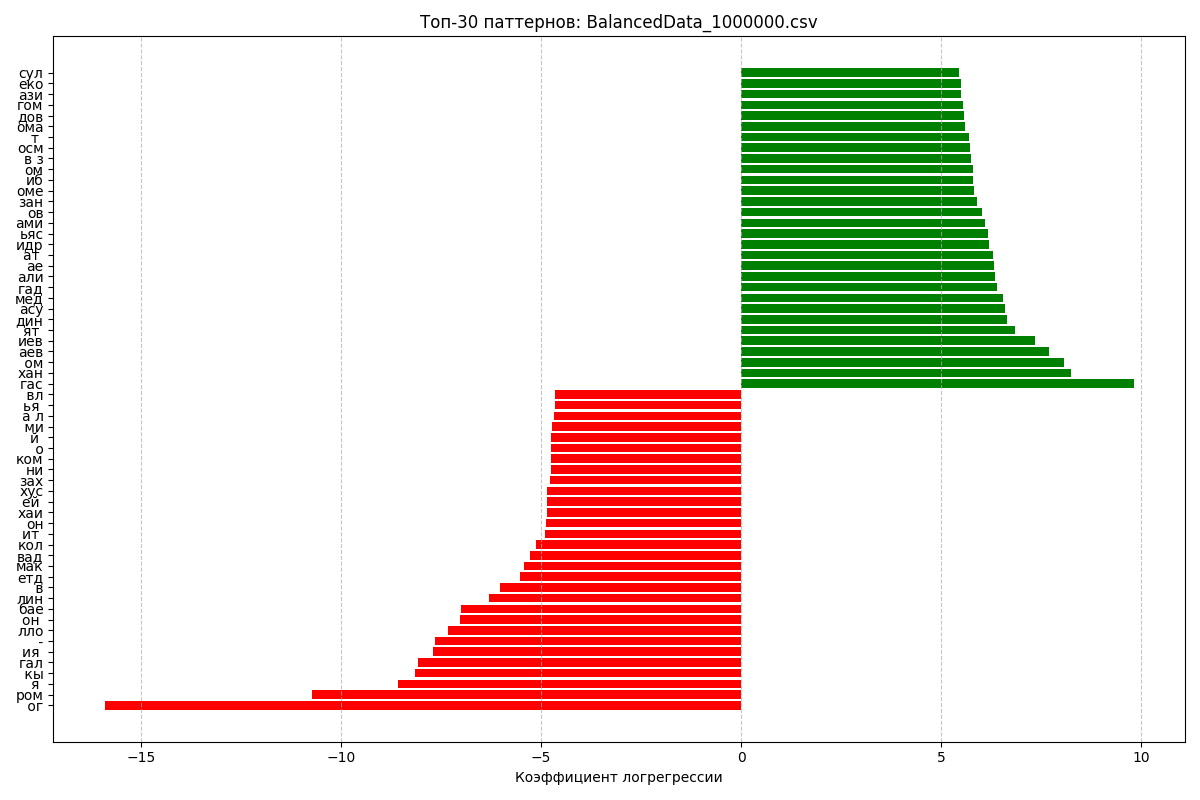 Топ-30 паттернов: BalancedData_1000000.csv
сул
еко
ази
гом
дов
ома
т
осм
в з
ом
иб
оме
зан
ов
ами
ьяс
идр
ат
ае
али
гад
мед
асу
дин
ят
иев
аев
ом
хан
гас
вл
ья
а л
ми
й
о
ком
ни
зах
хус
ей
хаи
он
ит
кол
вад
мак
етд
в
лин
бае
он
лло
-
ия
гал
кы
я
ром
ог
−15 −10 −5 0 5 10
Коэффициент логрегрессии